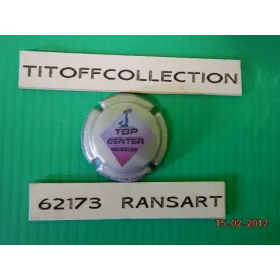 TITOFFCOLLECTION
TOP
CENTER
62173 RANSART
15 02 2017